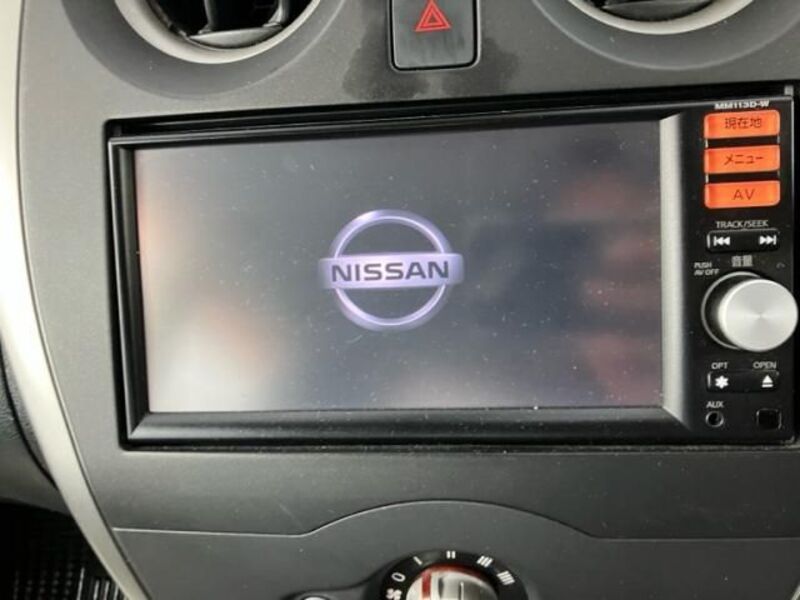 MM113D-W
現在地
メニュー
AV
TRACK/SEEK
音量
PUSH
AV OFF
NISSAN
OPT
OPEN
AUX
0